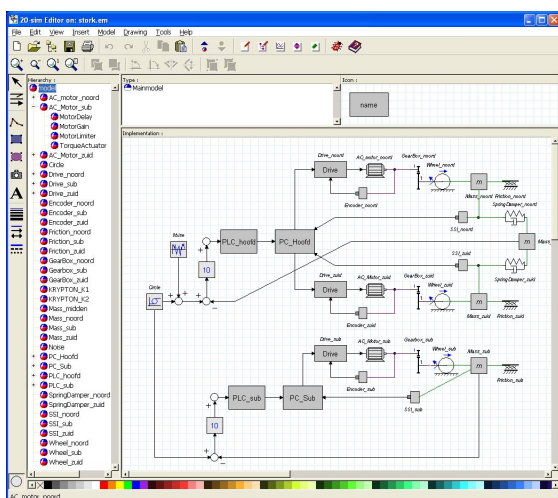 20-sim Editor on: stork.em
File Edit View Insert Model Drawing Tools Help
Hierarchy :
model
+ AC_motor_noord
- AC_Motor_sub
MotorDelay
MotorGain
MotorLimiter
TorqueActuator
+ AC_Motor_zuid
Circle
+ Drive_noord
+ Drive_sub
+ Drive_zuid
Encoder_noord
Encoder_sub
Encoder_zuid
Friction_noord
Friction_sub
Friction_zuid
GearBox_noord
Gearbox_sub
GearBox_zuid
KRYPTON_K1
KRYPTON_K2
Mass_midden
Mass_noord
Mass_sub
Mass_zuid
Noise
+ PC_Hoofd
+ PC_Sub
+ PLC_hoofd
+ PLC_sub
SpringDamper_noord
SpringDamper_zuid
SSI_noord
SSI_sub
SSI_zuid
Wheel_noord
Wheel_sub
Wheel_zuid
A
Type :
Mainmodel
Icon :
name
Implementation :
Drive_noord
AC_motor_noord
GearBox_noord
Wheel_noord
Drive
m
Mass_noord
Friction_noord
Encoder_noord
SpringDamper_noord
Noise
PLC_hoofd
PC_Hoofd
SSI_noord
m
Mass_
10
SSI_zuid
Circle
Drive_zuid
AC_Motor_zuid
GearBox_zuid
Wheel_zuid
SpringDamper_zuid
Drive
m
Mass_zuid
Friction_zuid
Encoder_zuid
Drive_sub
AC_Motor_sub
Gearbox_sub
Wheel_sub
Mass_sub
Drive
m
Friction_sub
Encoder_sub
PLC_sub
PC_Sub
SSI_sub
10
AC_motor_noord